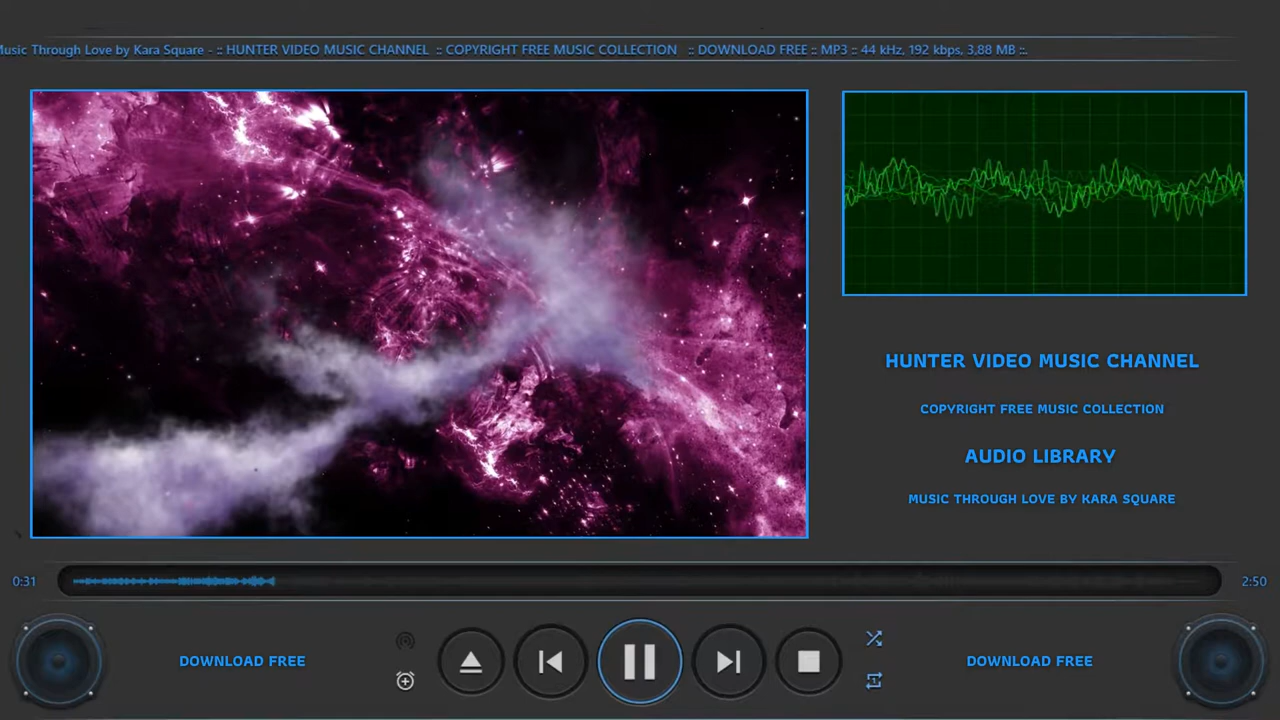 Music Through Love by Kara Square - :: HUNTER VIDEO MUSIC CHANNEL :: COPYRIGHT FREE MUSIC COLLECTION :: DOWNLOAD FREE :: MP3 :: 44 kHz, 192 kbps, 3,88 MB ::.
HUNTER VIDEO MUSIC CHANNEL
COPYRIGHT FREE MUSIC COLLECTION
AUDIO LIBRARY
MUSIC THROUGH LOVE BY KARA SQUARE
0:31
2:50
DOWNLOAD FREE
DOWNLOAD FREE